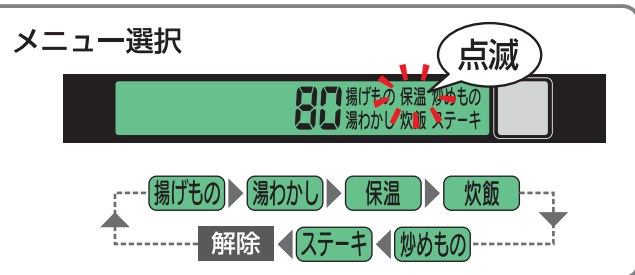 メニュー選択
点滅
80 揚げもの 保温 炒めもの
湯わかし 炊飯 ステーキ
揚げもの 湯わかし 保温 炊飯
解除 ステーキ 炒めもの